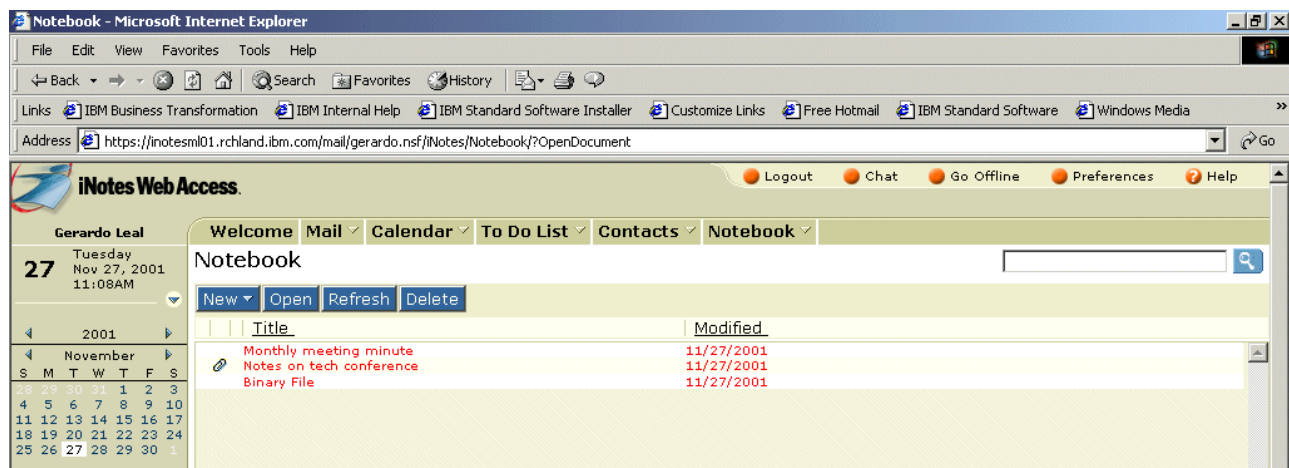 Notebook - Microsoft Internet Explorer
File Edit View Favorites Tools Help
Back Search Favorites History
Links IBM Business Transformation IBM Internal Help IBM Standard Software Installer Customize Links Free Hotmail IBM Standard Software Windows Media »
Address https://inotesml01.rchland.ibm.com/mail/gerardo.nsf/iNotes/Notebook/?OpenDocument Go
iNotes Web Access.
Logout Chat Go Offline Preferences Help
Gerardo Leal
Welcome Mail Calendar To Do List Contacts Notebook
27 Tuesday
Nov 27, 2001
11:08AM
Notebook
New Open Refresh Delete
Title Modified
Monthly meeting minute 11/27/2001
Notes on tech conference 11/27/2001
Binary File 11/27/2001
2001
November
S M T W T F S
28 29 30 31 1 2 3
4 5 6 7 8 9 10
11 12 13 14 15 16 17
18 19 20 21 22 23 24
25 26 27 28 29 30 1